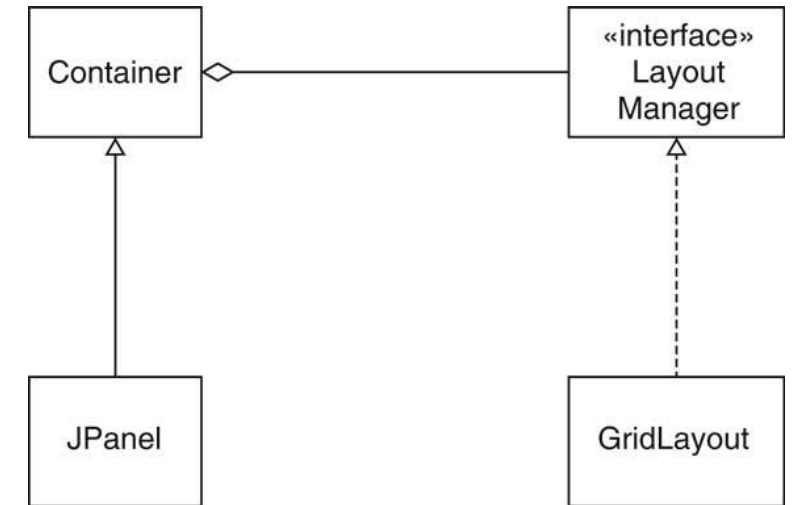 Container
«interface»
Layout
Manager
JPanel
GridLayout